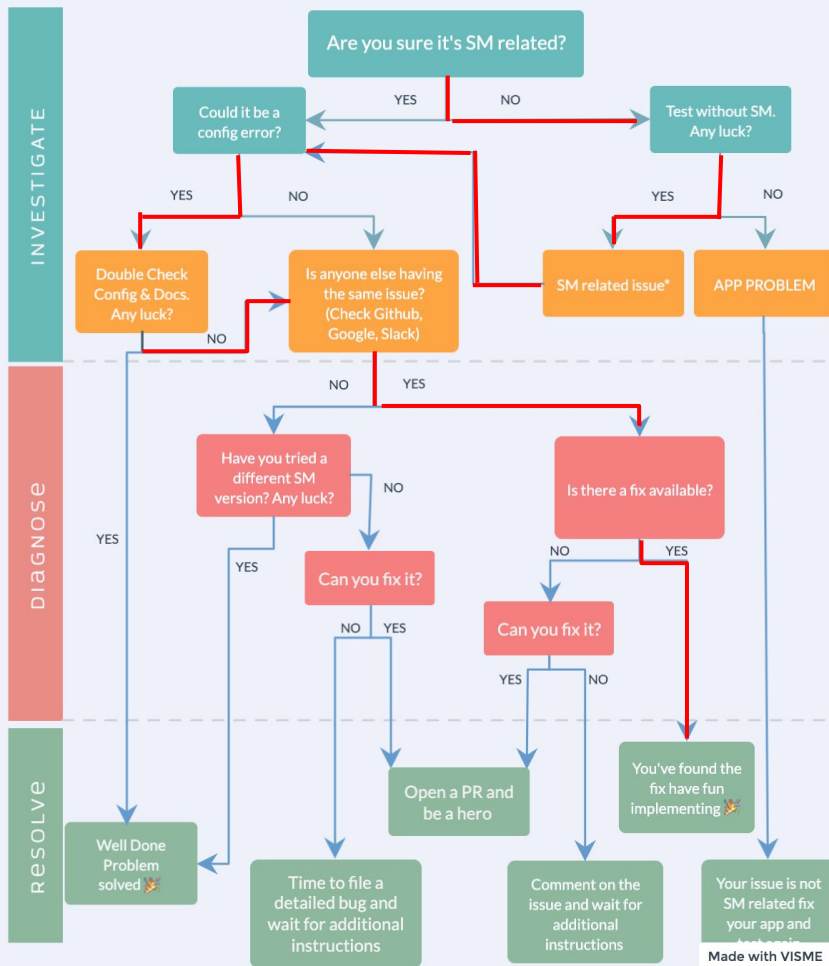 INVESTIGATE
Are you sure it's SM related?
YES
NO
Could it be a
config error?
Test without SM.
Any luck?
YES
NO
YES
NO
Double Check
Config & Docs.
Any luck?
Is anyone else having
the same issue?
(Check Github,
Google, Slack)
SM related issue*
APP PROBLEM
NO
DIAGNOSE
NO
YES
Have you tried a
different SM
version? Any luck?
Is there a fix available?
NO
YES
YES
NO
YES
Can you fix it?
Can you fix it?
NO
YES
YES
NO
RESOLVE
Open a PR and
be a hero
You've found the
fix have fun
implementing 🎉
Well Done
Problem
solved 🎉
Time to file a
detailed bug and
wait for additional
instructions
Comment on the
issue and wait for
additional
instructions
Your issue is not
SM related fix
your app and
Made with VISME